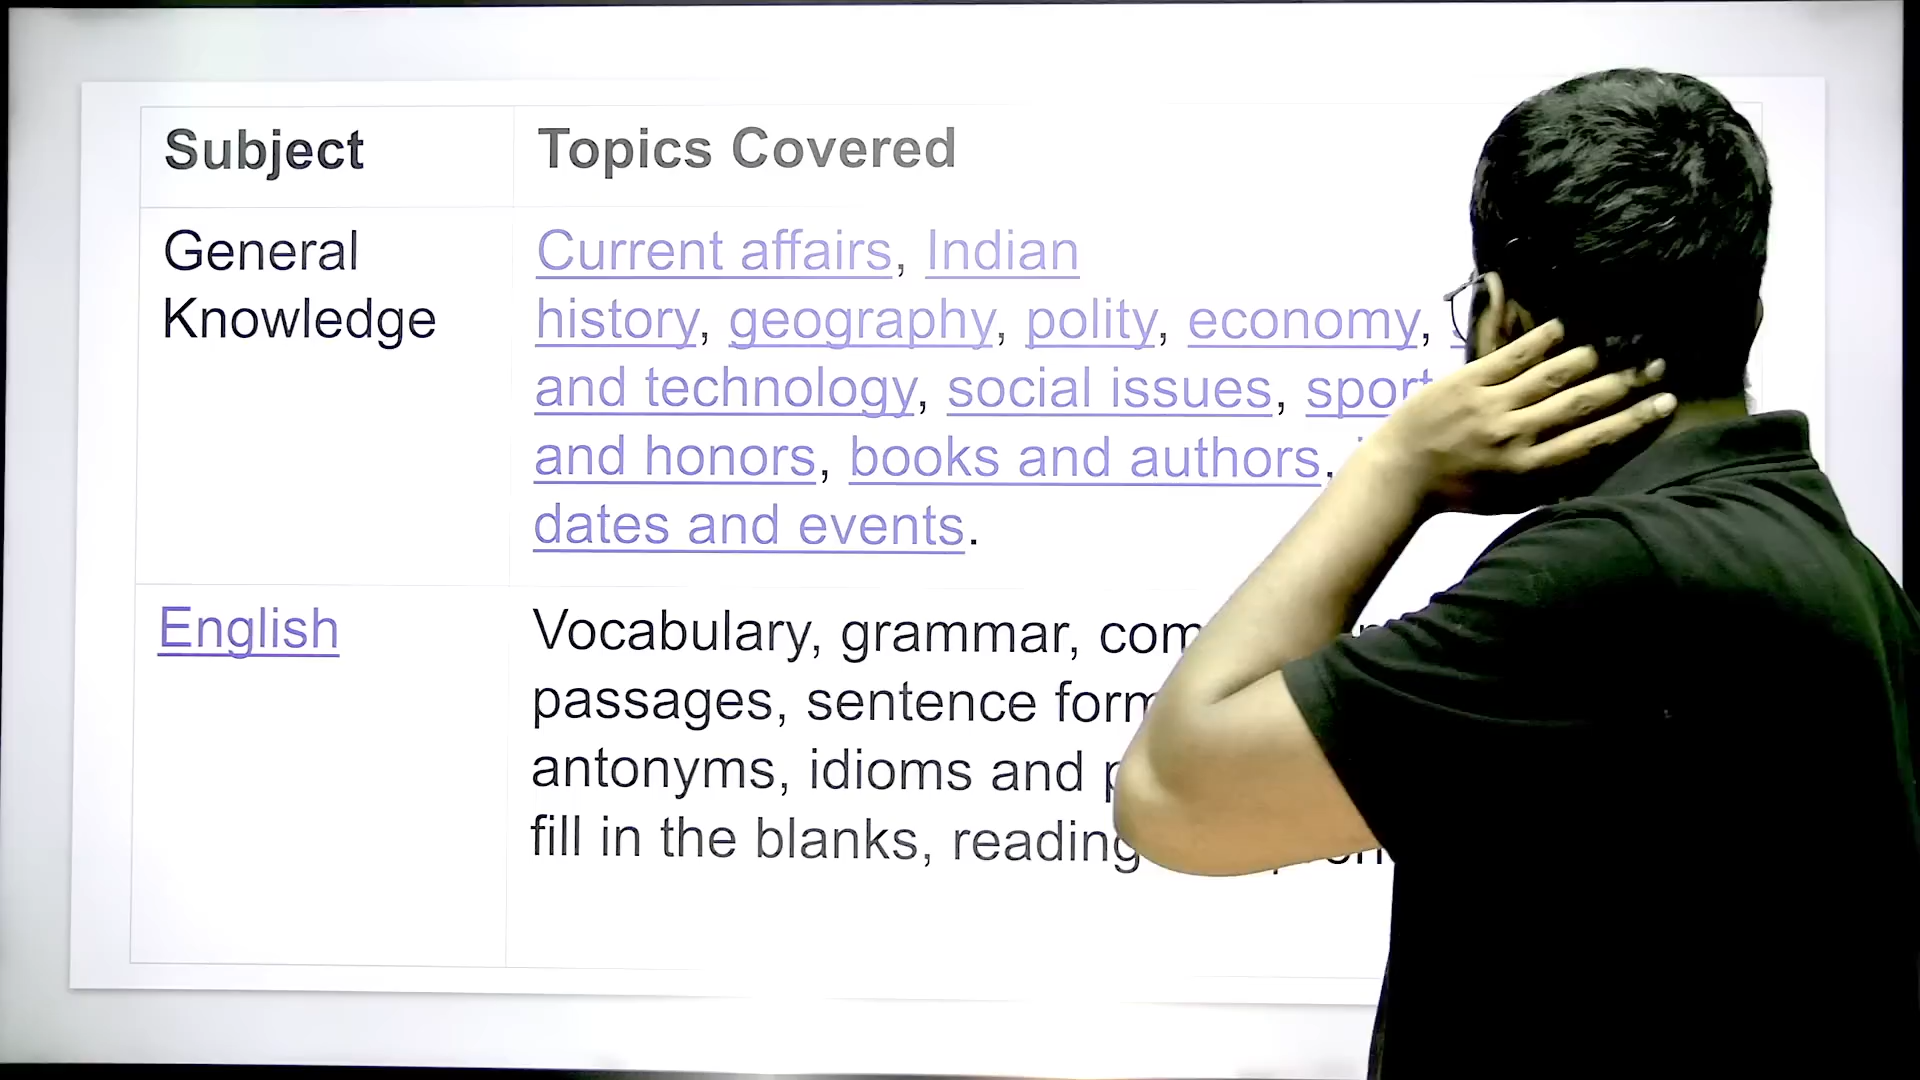 Subject
Topics Covered
General
Knowledge
Current affairs, Indian
history, geography, polity, economy,
and technology, social issues,
and honors, books and authors,
dates and events.
English
Vocabulary, grammar,
passages, sentence
antonyms, idioms and
fill in the blanks, reading